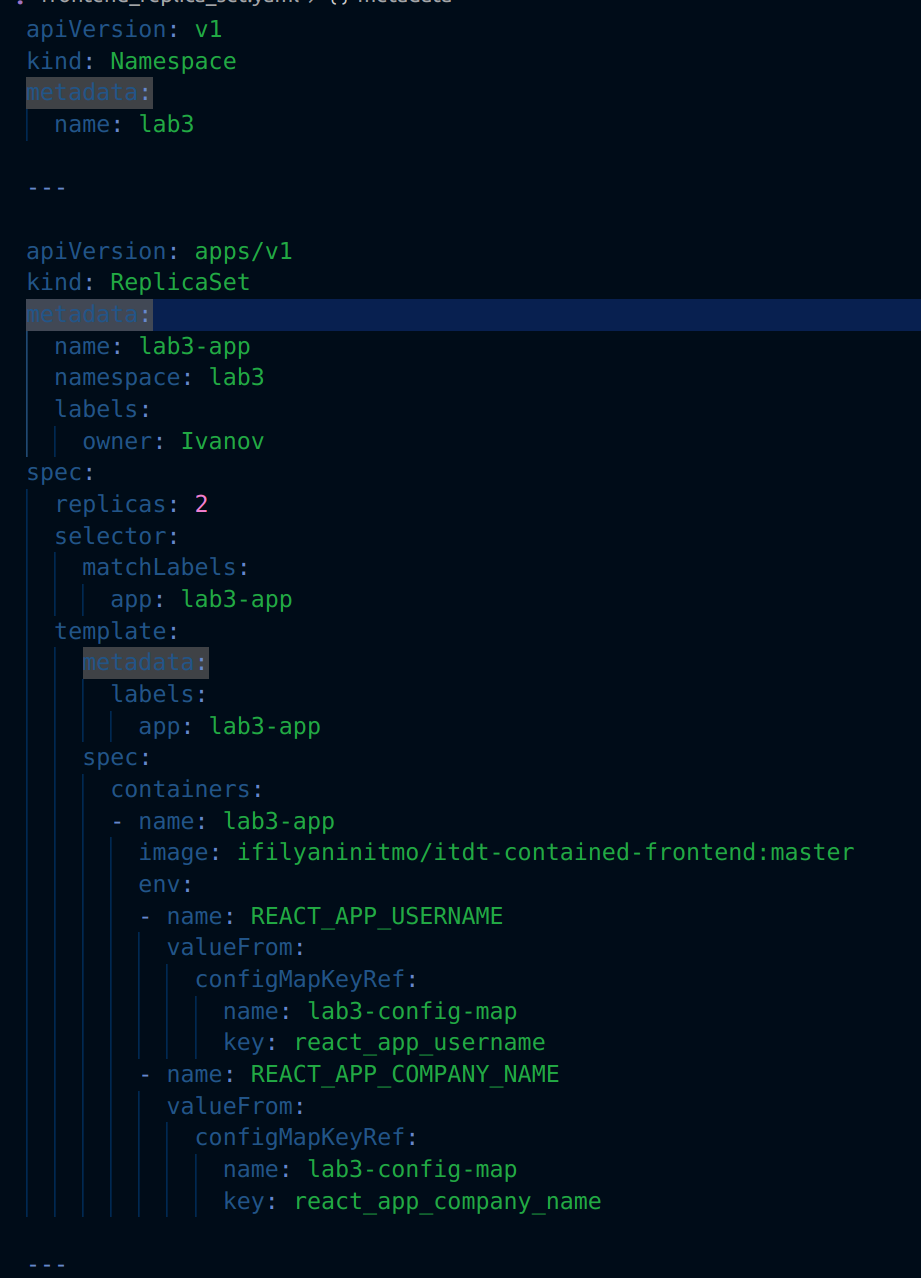 frontend_replica_set.yaml > {} metadata
apiVersion: v1
kind: Namespace
metadata:
  name: lab3

---

apiVersion: apps/v1
kind: ReplicaSet
metadata:
  name: lab3-app
  namespace: lab3
  labels:
    owner: Ivanov
spec:
  replicas: 2
  selector:
    matchLabels:
      app: lab3-app
  template:
    metadata:
      labels:
        app: lab3-app
    spec:
      containers:
      - name: lab3-app
        image: ifilyaninitmo/itdt-contained-frontend:master
        env:
        - name: REACT_APP_USERNAME
          valueFrom:
            configMapKeyRef:
              name: lab3-config-map
              key: react_app_username
        - name: REACT_APP_COMPANY_NAME
          valueFrom:
            configMapKeyRef:
              name: lab3-config-map
              key: react_app_company_name

---